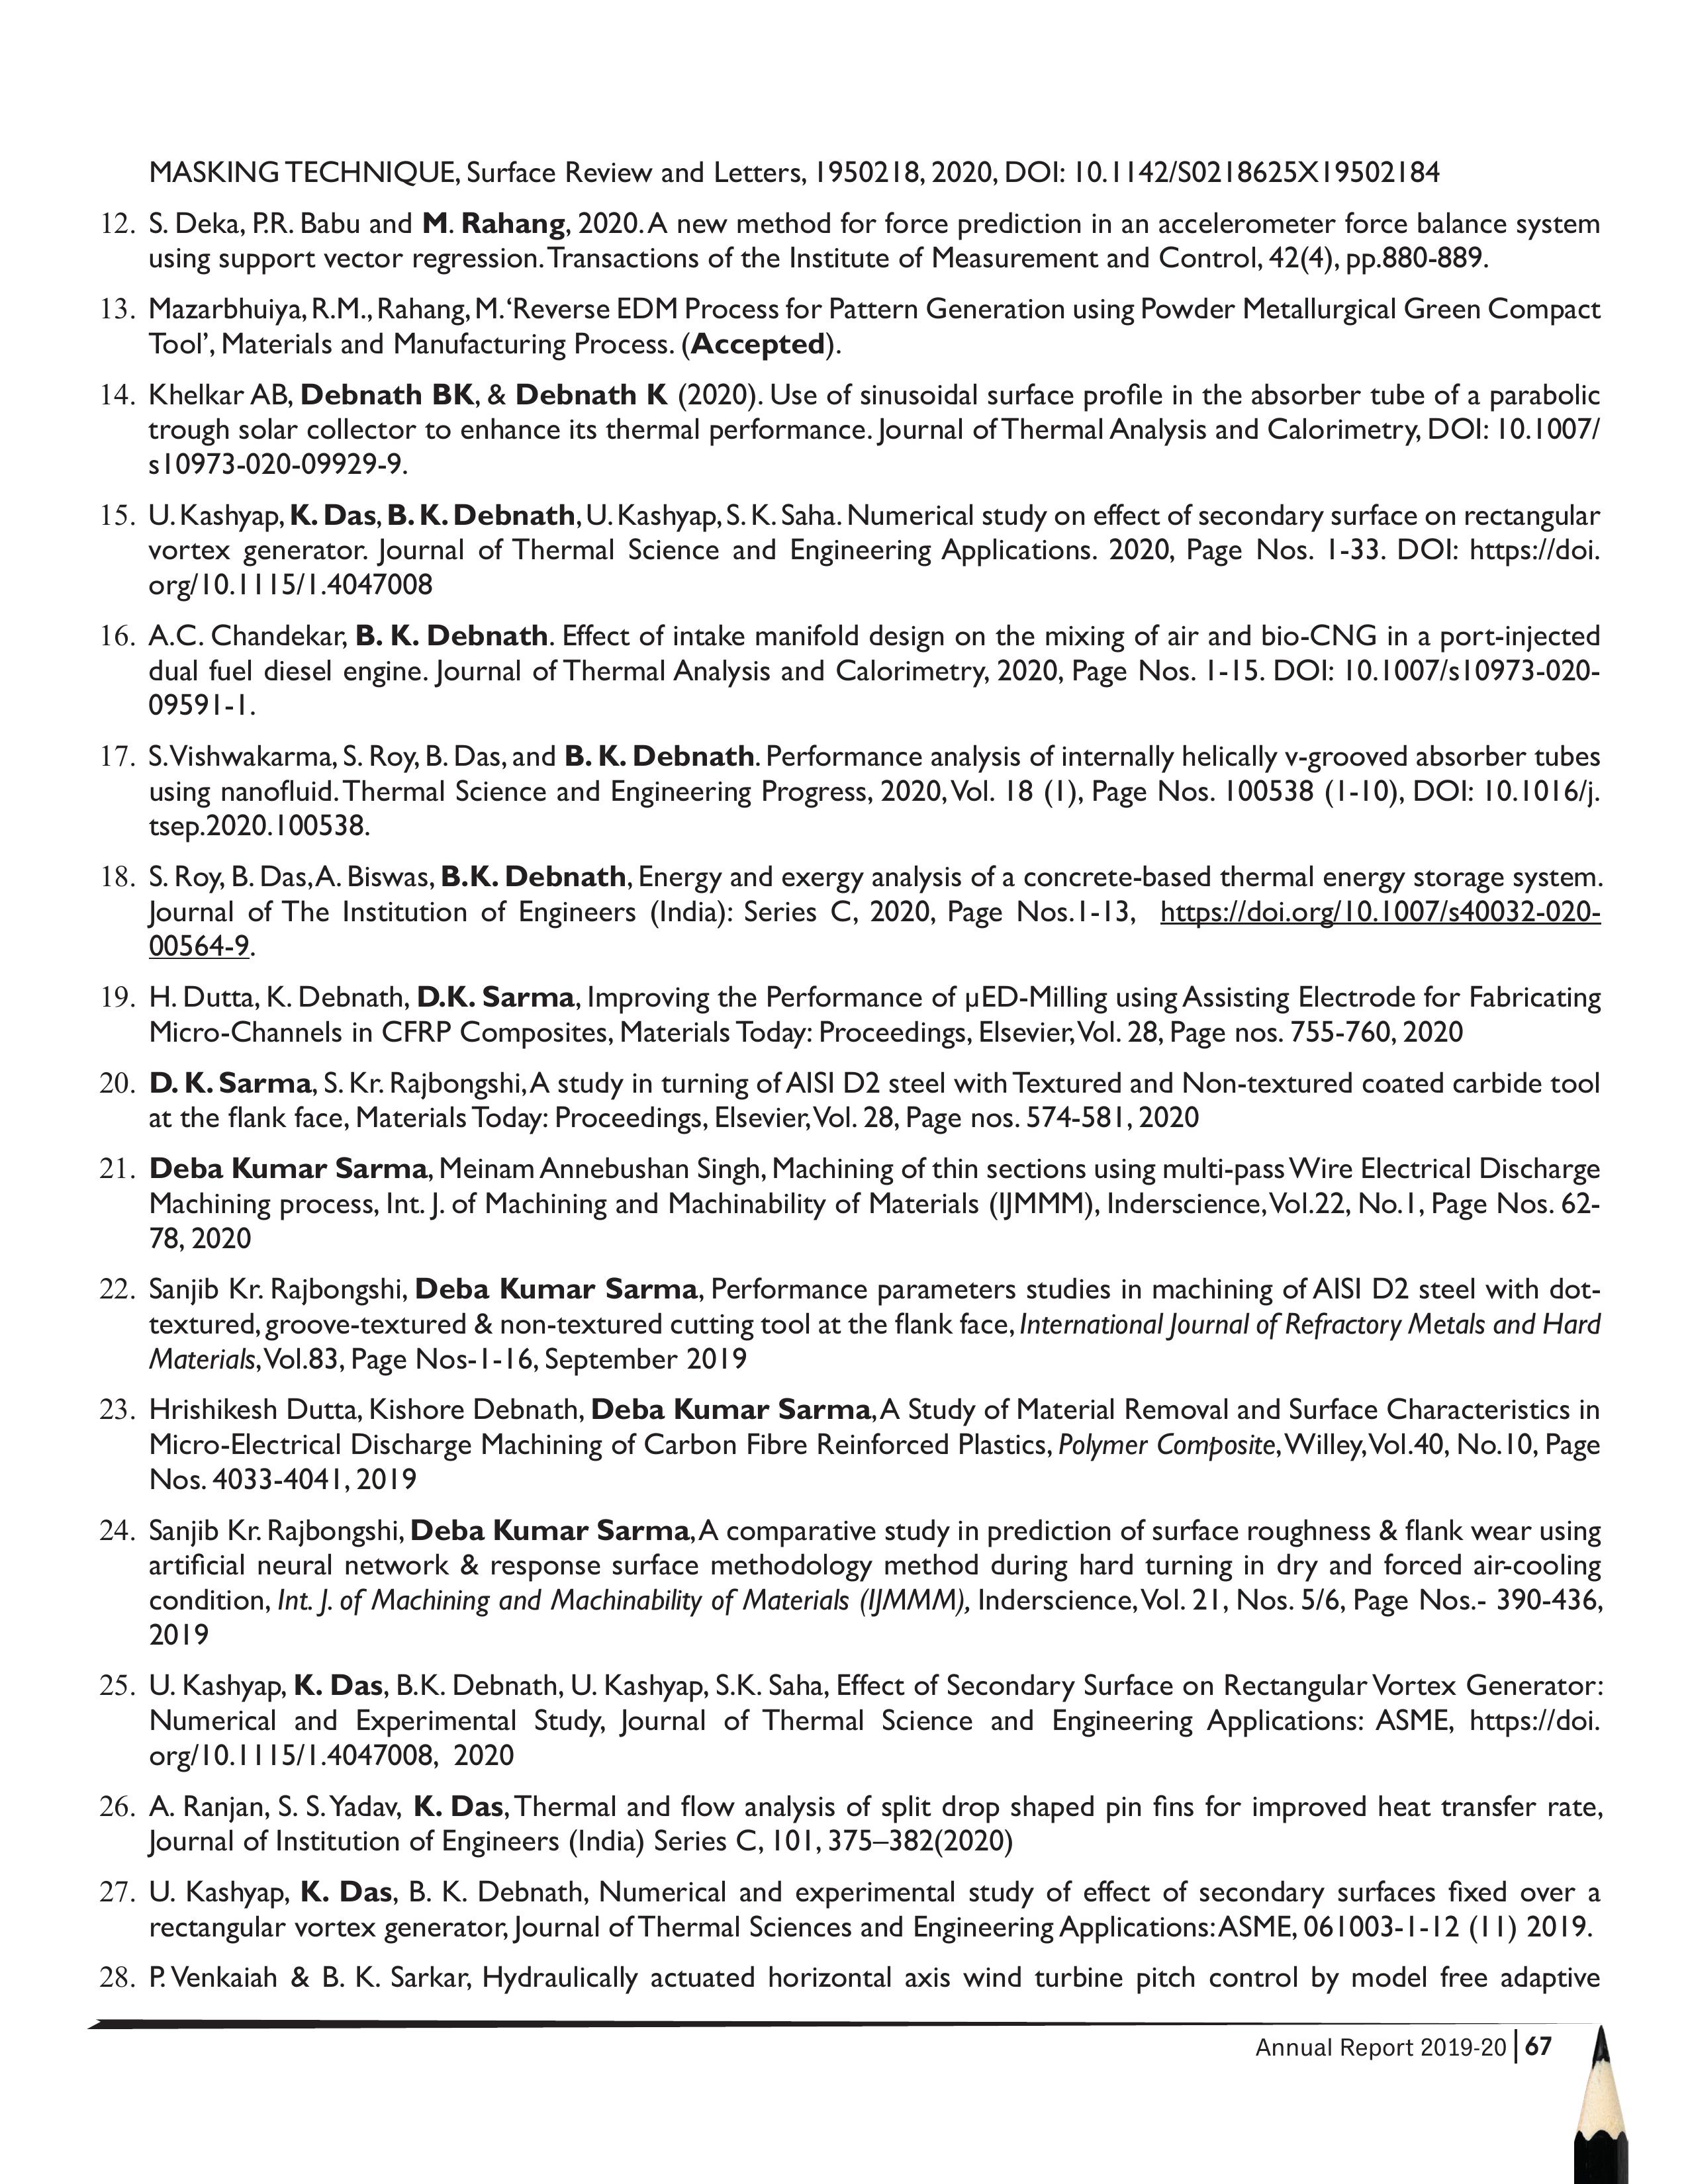 MASKING TECHNIQUE, Surface Review and Letters, 1950218, 2020, DOI: 10.1142/S0218625X19502184
12. S. Deka, P.R. Babu and M. Rahang, 2020. A new method for force prediction in an accelerometer force balance system
using support vector regression. Transactions of the Institute of Measurement and Control, 42(4), pp.880-889.
13. Mazarbhuiya, R.M., Rahang, M. ‘Reverse EDM Process for Pattern Generation using Powder Metallurgical Green Compact
Tool’, Materials and Manufacturing Process. (Accepted).
14. Khelkar AB, Debnath BK, & Debnath K (2020). Use of sinusoidal surface profile in the absorber tube of a parabolic
trough solar collector to enhance its thermal performance. Journal of Thermal Analysis and Calorimetry, DOI: 10.1007/
s10973-020-09929-9.
15. U. Kashyap, K. Das, B. K. Debnath, U. Kashyap, S. K. Saha. Numerical study on effect of secondary surface on rectangular
vortex generator. Journal of Thermal Science and Engineering Applications. 2020, Page Nos. 1-33. DOI: https://doi.
org/10.1115/1.4047008
16. A.C. Chandekar, B. K. Debnath. Effect of intake manifold design on the mixing of air and bio-CNG in a port-injected
dual fuel diesel engine. Journal of Thermal Analysis and Calorimetry, 2020, Page Nos. 1-15. DOI: 10.1007/s10973-020-
09591-1.
17. S. Vishwakarma, S. Roy, B. Das, and B. K. Debnath. Performance analysis of internally helically v-grooved absorber tubes
using nanofluid. Thermal Science and Engineering Progress, 2020, Vol. 18 (1), Page Nos. 100538 (1-10), DOI: 10.1016/j.
tsep.2020.100538.
18. S. Roy, B. Das, A. Biswas, B.K. Debnath, Energy and exergy analysis of a concrete-based thermal energy storage system.
Journal of The Institution of Engineers (India): Series C, 2020, Page Nos.1-13, https://doi.org/10.1007/s40032-020-
00564-9.
19. H. Dutta, K. Debnath, D.K. Sarma, Improving the Performance of µED-Milling using Assisting Electrode for Fabricating
Micro-Channels in CFRP Composites, Materials Today: Proceedings, Elsevier, Vol. 28, Page nos. 755-760, 2020
20. D. K. Sarma, S. Kr. Rajbongshi, A study in turning of AISI D2 steel with Textured and Non-textured coated carbide tool
at the flank face, Materials Today: Proceedings, Elsevier, Vol. 28, Page nos. 574-581, 2020
21. Deba Kumar Sarma, Meinam Annebushan Singh, Machining of thin sections using multi-pass Wire Electrical Discharge
Machining process, Int. J. of Machining and Machinability of Materials (IJMMM), Inderscience, Vol.22, No.1, Page Nos. 62-
78, 2020
22. Sanjib Kr. Rajbongshi, Deba Kumar Sarma, Performance parameters studies in machining of AISI D2 steel with dot-
textured, groove-textured & non-textured cutting tool at the flank face, International Journal of Refractory Metals and Hard
Materials, Vol.83, Page Nos-1-16, September 2019
23. Hrishikesh Dutta, Kishore Debnath, Deba Kumar Sarma, A Study of Material Removal and Surface Characteristics in
Micro-Electrical Discharge Machining of Carbon Fibre Reinforced Plastics, Polymer Composite, Willey, Vol.40, No.10, Page
Nos. 4033-4041, 2019
24. Sanjib Kr. Rajbongshi, Deba Kumar Sarma, A comparative study in prediction of surface roughness & flank wear using
artificial neural network & response surface methodology method during hard turning in dry and forced air-cooling
condition, Int. J. of Machining and Machinability of Materials (IJMMM), Inderscience, Vol. 21, Nos. 5/6, Page Nos.- 390-436,
2019
25. U. Kashyap, K. Das, B.K. Debnath, U. Kashyap, S.K. Saha, Effect of Secondary Surface on Rectangular Vortex Generator:
Numerical and Experimental Study, Journal of Thermal Science and Engineering Applications: ASME, https://doi.
org/10.1115/1.4047008, 2020
26. A. Ranjan, S. S. Yadav, K. Das, Thermal and flow analysis of split drop shaped pin fins for improved heat transfer rate,
Journal of Institution of Engineers (India) Series C, 101, 375–382(2020)
27. U. Kashyap, K. Das, B. K. Debnath, Numerical and experimental study of effect of secondary surfaces fixed over a
rectangular vortex generator, Journal of Thermal Sciences and Engineering Applications: ASME, 061003-1-12 (11) 2019.
28. P. Venkaiah & B. K. Sarkar, Hydraulically actuated horizontal axis wind turbine pitch control by model free adaptive
Annual Report 2019-20 | 67